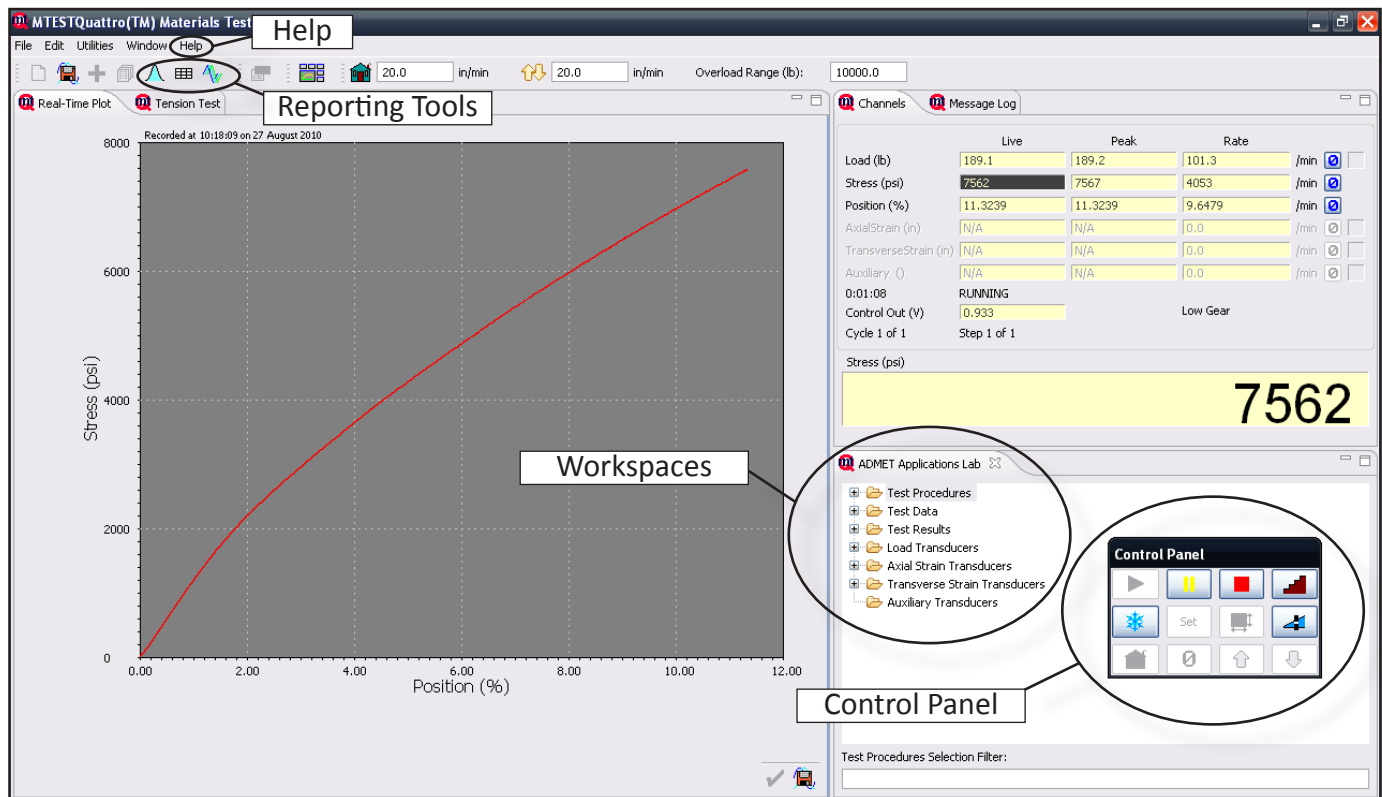 MTESTQuattro(TM) Materials Test
Help
File Edit Utilities Window Help
20.0 in/min 20.0 in/min Overload Range (lb): 10000.0
Reporting Tools
Real-Time Plot Tension Test
Recorded at 10:18:09 on 27 August 2010
8000
6000
4000
2000
0
Stress (psi)
0.00 2.00 4.00 6.00 8.00 10.00 12.00
Position (%)
Channels Message Log
Live Peak Rate
Load (lb) 189.1 189.2 101.3 /min
Stress (psi) 7562 7567 4053 /min
Position (%) 11.3239 11.3239 9.6479 /min
AxialStrain (in) N/A N/A 0.0 /min
TransverseStrain (in) N/A N/A 0.0 /min
Auxiliary () N/A N/A 0.0 /min
0:01:08 RUNNING
Control Out (V) 0.933 Low Gear
Cycle 1 of 1 Step 1 of 1
Stress (psi)
7562
Workspaces
ADMET Applications Lab
Test Procedures
Test Data
Test Results
Load Transducers
Axial Strain Transducers
Transverse Strain Transducers
Auxiliary Transducers
Control Panel
Set
0
Control Panel
Test Procedures Selection Filter: